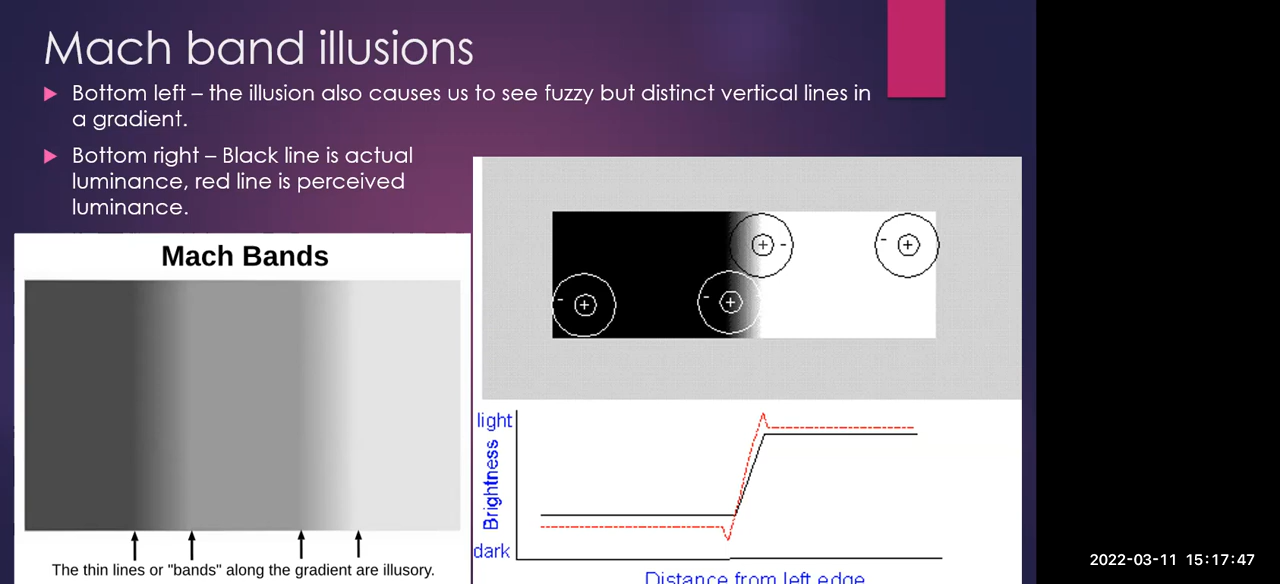 Mach band illusions
Bottom left – the illusion also causes us to see fuzzy but distinct vertical lines in
a gradient.
Bottom right – Black line is actual
luminance, red line is perceived
luminance.
Mach Bands
The thin lines or "bands" along the gradient are illusory.
+ -
- +
- +
- +
light
Brightness
dark
Distance from left edge
2022-03-11 15:17:47